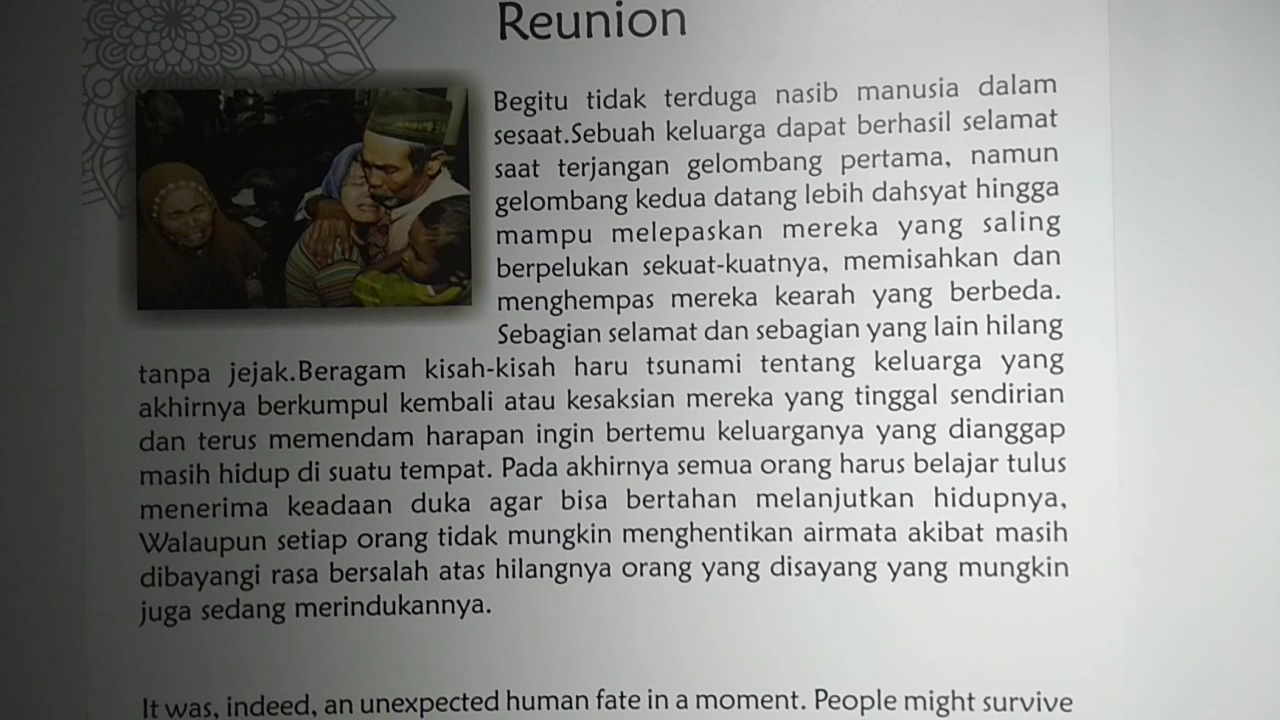 Reunion
Begitu tidak terduga nasib manusia dalam
sesaat.Sebuah keluarga dapat berhasil selamat
saat terjangan gelombang pertama, namun
gelombang kedua datang lebih dahsyat hingga
mampu melepaskan mereka yang saling
berpelukan sekuat-kuatnya, memisahkan dan
menghempas mereka kearah yang berbeda.
Sebagian selamat dan sebagian yang lain hilang
tanpa jejak.Beragam kisah-kisah haru tsunami tentang keluarga yang
akhirnya berkumpul kembali atau kesaksian mereka yang tinggal sendirian
dan terus memendam harapan ingin bertemu keluarganya yang dianggap
masih hidup di suatu tempat. Pada akhirnya semua orang harus belajar tulus
menerima keadaan duka agar bisa bertahan melanjutkan hidupnya,
Walaupun setiap orang tidak mungkin menghentikan airmata akibat masih
dibayangi rasa bersalah atas hilangnya orang yang disayang yang mungkin
juga sedang merindukannya.
It was, indeed, an unexpected human fate in a moment. People might survive